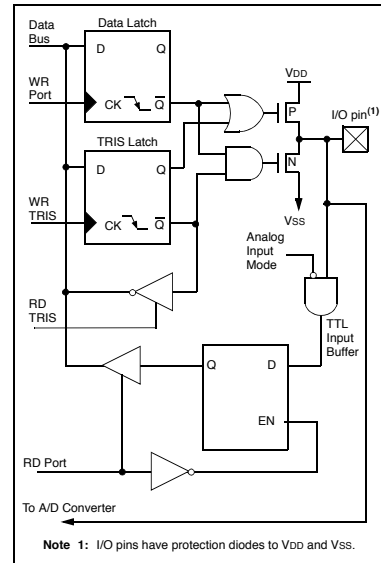 Data Bus
Data Latch
D
Q
WR Port
CK
Q
VDD
P
I/O pin(1)
TRIS Latch
D
Q
N
WR TRIS
CK
Q
VSS
Analog Input Mode
RD TRIS
TTL Input Buffer
Q
D
EN
RD Port
To A/D Converter
Note 1: I/O pins have protection diodes to VDD and VSS.